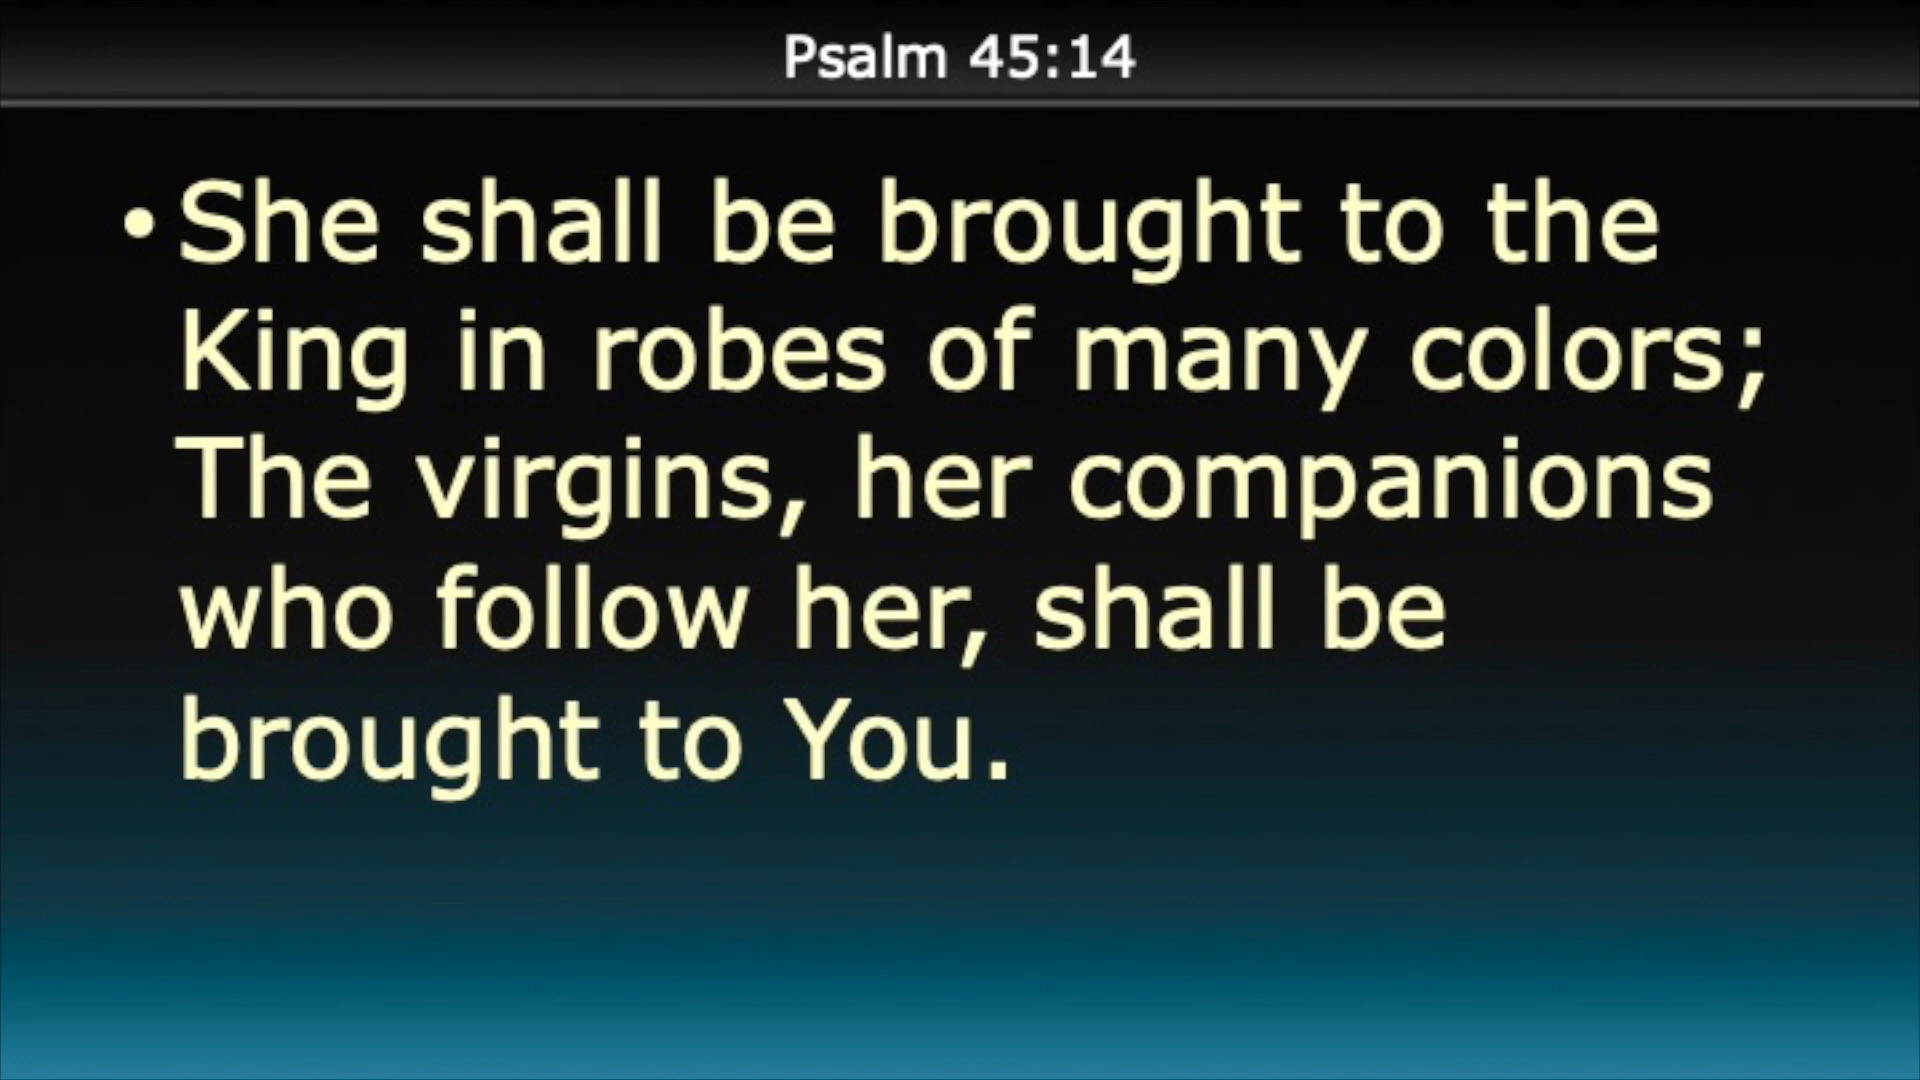 Psalm 45:14
• She shall be brought to the
King in robes of many colors;
The virgins, her companions
who follow her, shall be
brought to You.